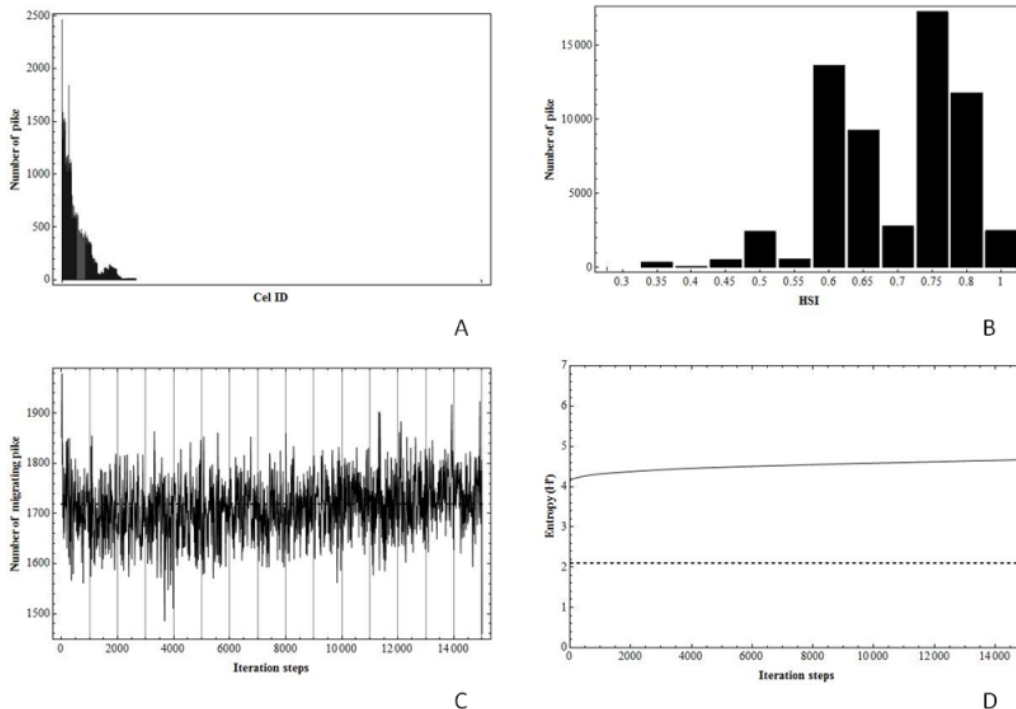 2500
2000
1500
1000
500
0
Number of pike
Cel ID
A
15000
10000
5000
0
Number of pike
0.3 0.35 0.4 0.45 0.5 0.55 0.6 0.65 0.7 0.75 0.8 1
HSI
B
1900
1800
1700
1600
1500
Number of migrating pike
0 2000 4000 6000 8000 10000 12000 14000
Iteration steps
C
7
6
5
4
3
2
1
0
Entropy
0 2000 4000 6000 8000 10000 12000 14000
Iteration steps
D